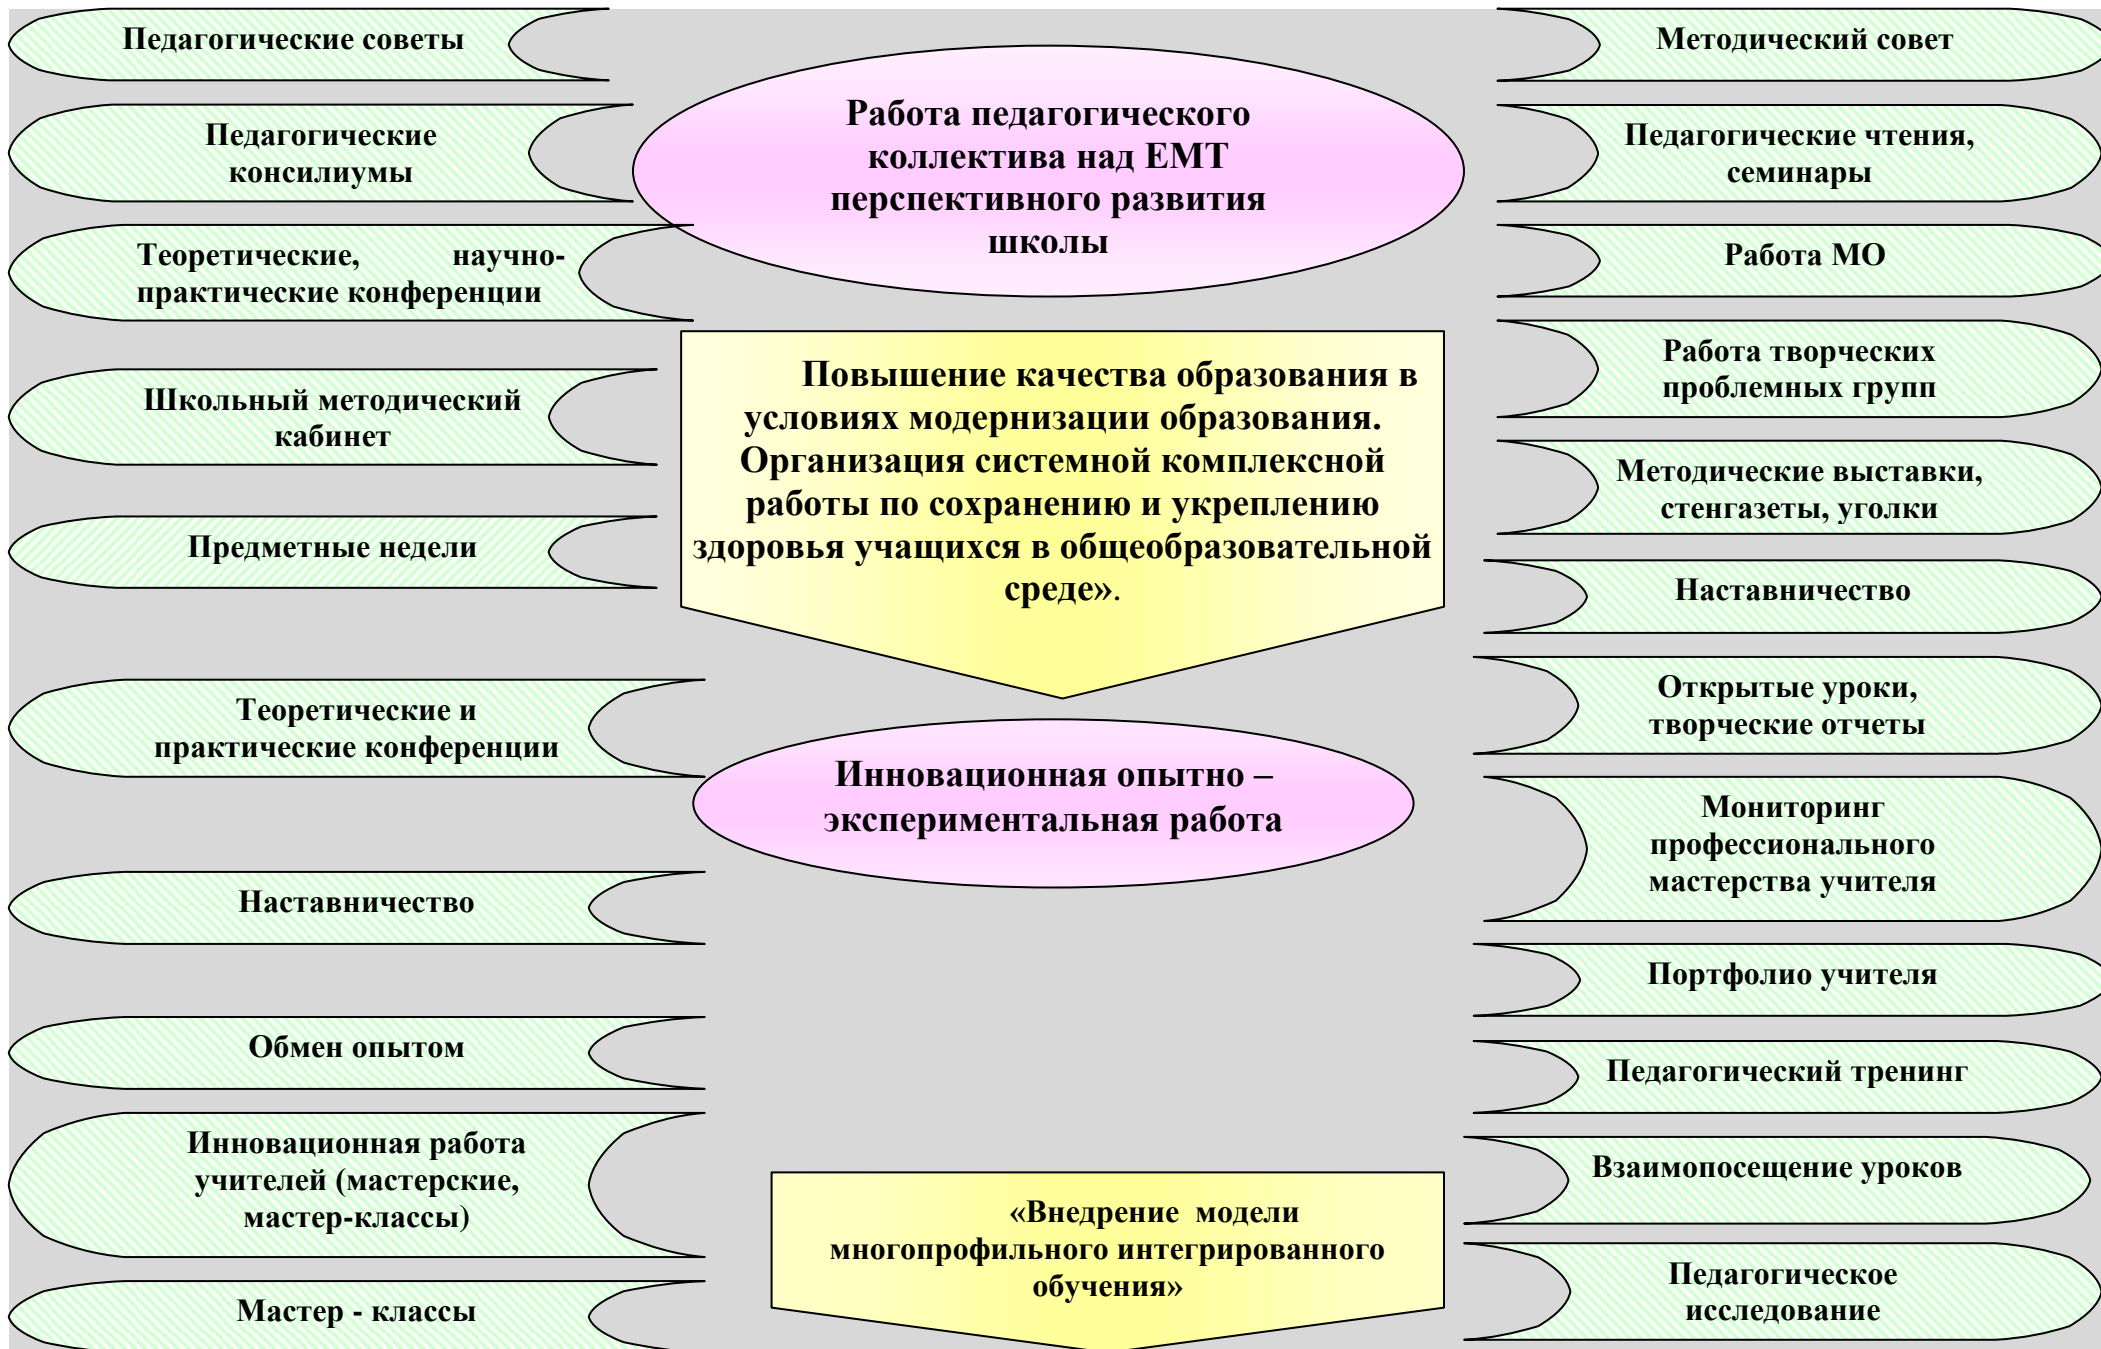 Педагогические советы
Педагогические
консилиумы
Теоретические, научно-
практические конференции
Школьный методический
кабинет
Предметные недели
Теоретические и
практические конференции
Наставничество
Обмен опытом
Инновационная работа
учителей (мастерские,
мастер-классы)
Мастер - классы
Работа педагогического
коллектива над ЕМТ
перспективного развития
школы
Повышение качества образования в
условиях модернизации образования.
Организация системной комплексной
работы по сохранению и укреплению
здоровья учащихся в общеобразовательной
среде».
Инновационная опытно –
экспериментальная работа
«Внедрение модели
многопрофильного интегрированного
обучения»
Методический совет
Педагогические чтения,
семинары
Работа МО
Работа творческих
проблемных групп
Методические выставки,
стенгазеты, уголки
Наставничество
Открытые уроки,
творческие отчеты
Мониторинг
профессионального
мастерства учителя
Портфолио учителя
Педагогический тренинг
Взаимопосещение уроков
Педагогическое
исследование